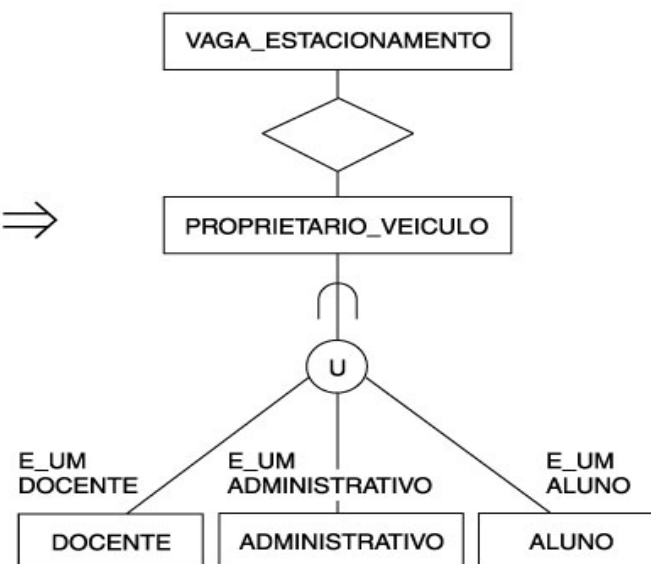 VAGA_ESTACIONAMENTO
PROPRIETARIO_VEICULO
U
E_UM
DOCENTE
E_UM
ADMINISTRATIVO
E_UM
ALUNO
DOCENTE
ADMINISTRATIVO
ALUNO